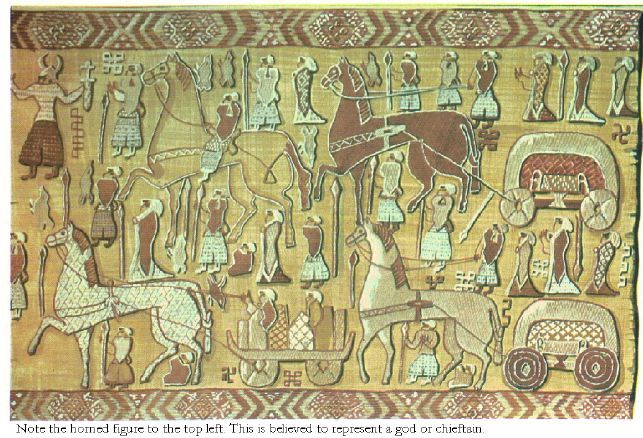 Note the horned figure to the top left. This is believed to represent a god or chieftain.